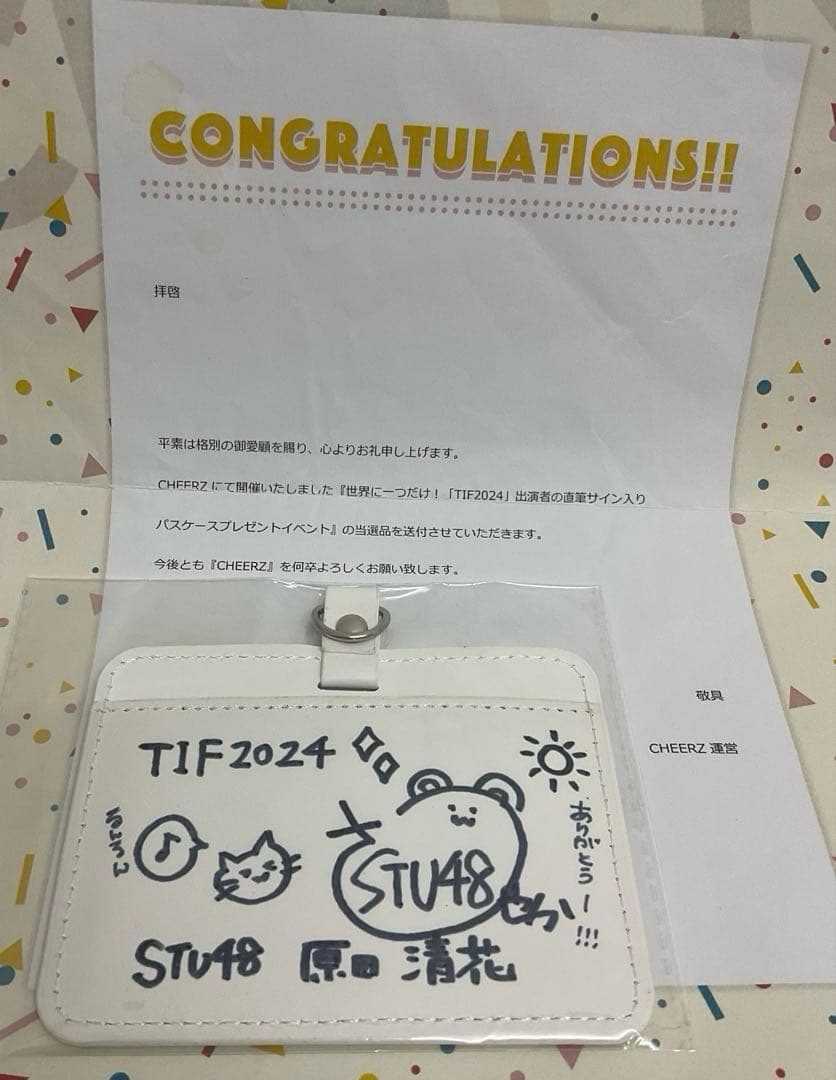 CONGRATULATIONS!!
拝啓
平素は格別の御愛顧を賜り、心よりお礼申し上げます。
CHEERZ にて開催いたしました『世界に一つだけ！「TIF2024」出演者の直筆サイン入り
パスケースプレゼントイベント』の当選品を送付させていただきます。
今後とも『CHEERZ』を何卒よろしくお願い致します。
敬具
CHEERZ 運営
TIF2024
ありがとうー!!!
STU48
STU48 原田 清花